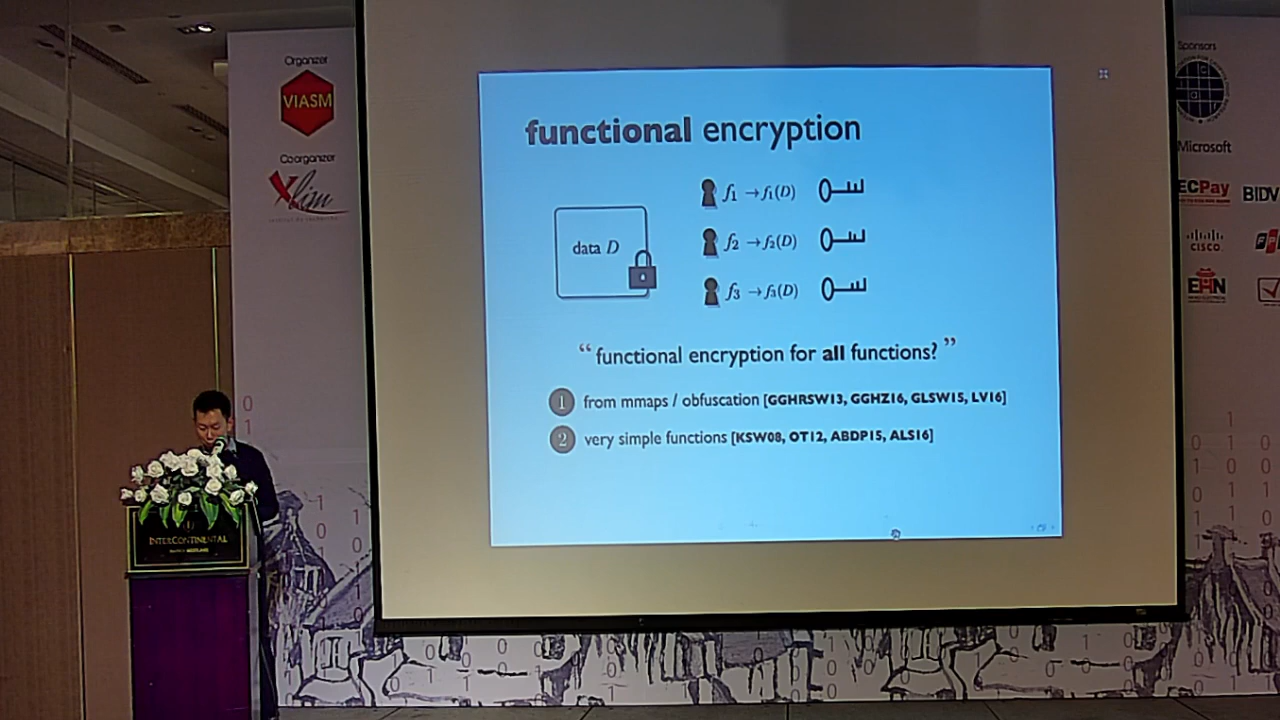 Organizer
VIASM
Coorganizer
Xlim
functional encryption
data D
f₁ → f₁(D)
f₂ → f₂(D)
f₃ → f₃(D)
“ functional encryption for all functions? ”
1 from mmaps / obfuscation [GGHRSW13, GGHZ16, GLSW15, LV16]
2 very simple functions [KSW08, OT12, ABDP15, ALS16]
INTERCONTINENTAL
Sponsors
Microsoft
ECPay
BIDV
CISCO